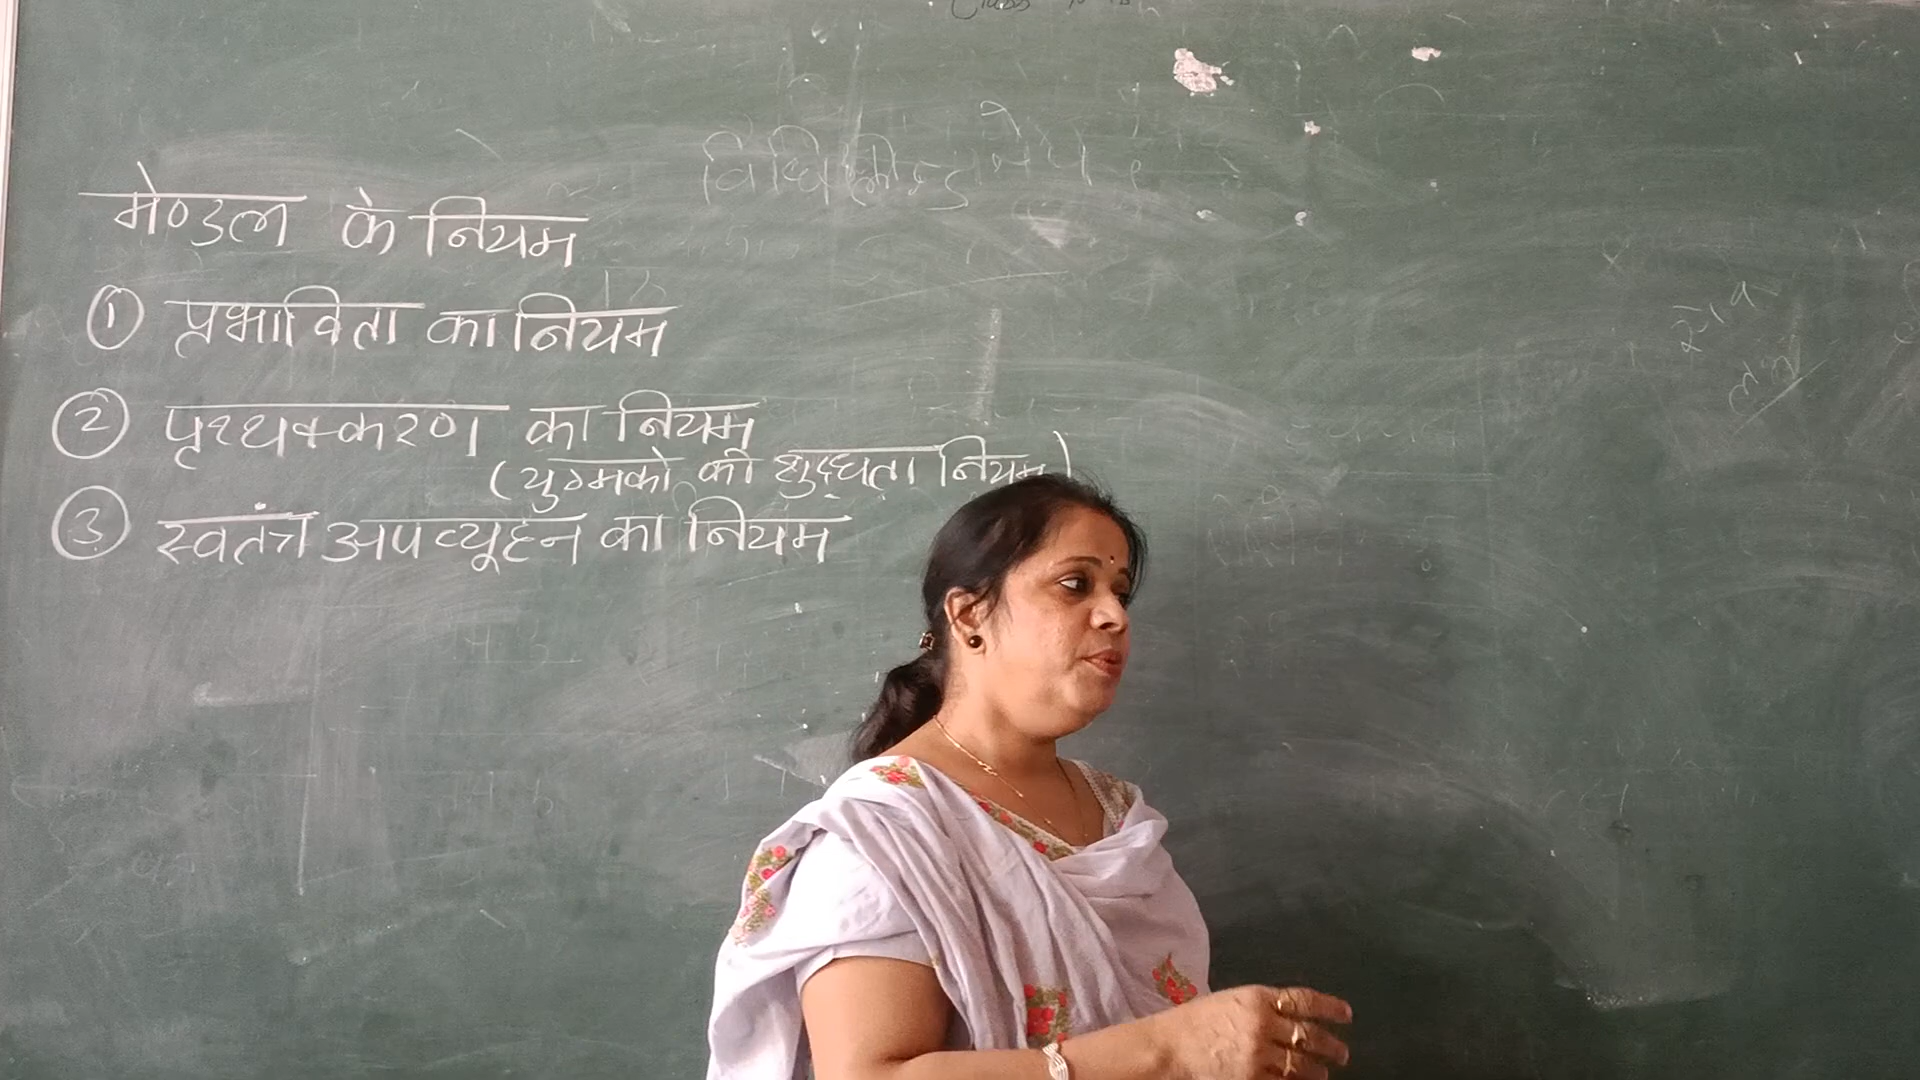 मेण्डल के नियम
① प्रभाविता का नियम
② पृथ्थक्करण का नियम
(युग्मको की शुद्धता नियम)
③ स्वतंत्र अपव्यूहन का नियम